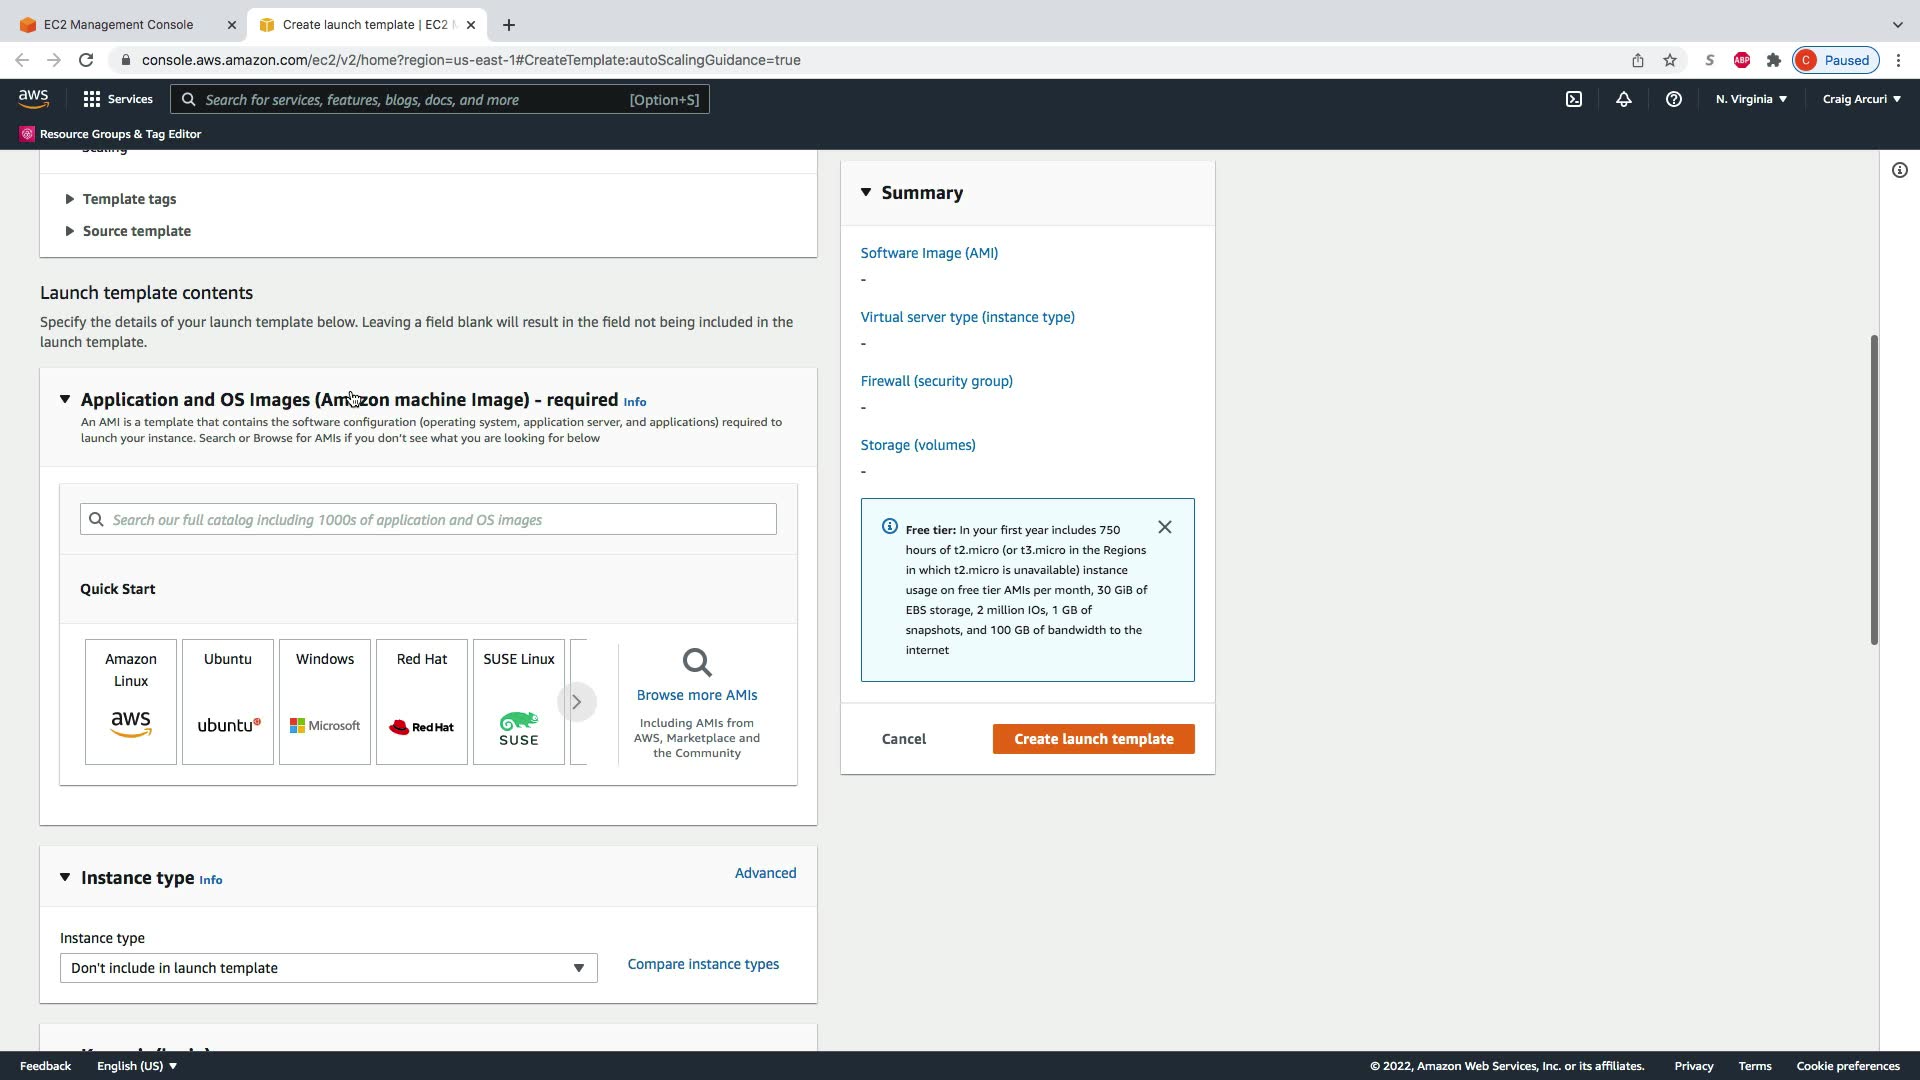 EC2 Management Console
Create launch template | EC2 M
console.aws.amazon.com/ec2/v2/home?region=us-east-1#CreateTemplate:autoScalingGuidance=true
S
ABP
C Paused
aws
Services
Search for services, features, blogs, docs, and more [Option+S]
N. Virginia
Craig Arcuri
Resource Groups & Tag Editor
Scaling
Template tags
Source template
Launch template contents
Specify the details of your launch template below. Leaving a field blank will result in the field not being included in the
launch template.
Application and OS Images (Amazon machine Image) - required Info
An AMI is a template that contains the software configuration (operating system, application server, and applications) required to
launch your instance. Search or Browse for AMIs if you don't see what you are looking for below
Search our full catalog including 1000s of application and OS images
Quick Start
Amazon
Linux
aws
Ubuntu
ubuntu
Windows
Microsoft
Red Hat
Red Hat
SUSE Linux
SUSE
Browse more AMIs
Including AMIs from
AWS, Marketplace and
the Community
Instance type Info
Advanced
Instance type
Don't include in launch template
Compare instance types
Summary
Software Image (AMI)
-
Virtual server type (instance type)
-
Firewall (security group)
-
Storage (volumes)
-
Free tier: In your first year includes 750
hours of t2.micro (or t3.micro in the Regions
in which t2.micro is unavailable) instance
usage on free tier AMIs per month, 30 GiB of
EBS storage, 2 million IOs, 1 GB of
snapshots, and 100 GB of bandwidth to the
internet
Cancel
Create launch template
Feedback
English (US)
© 2022, Amazon Web Services, Inc. or its affiliates.
Privacy
Terms
Cookie preferences